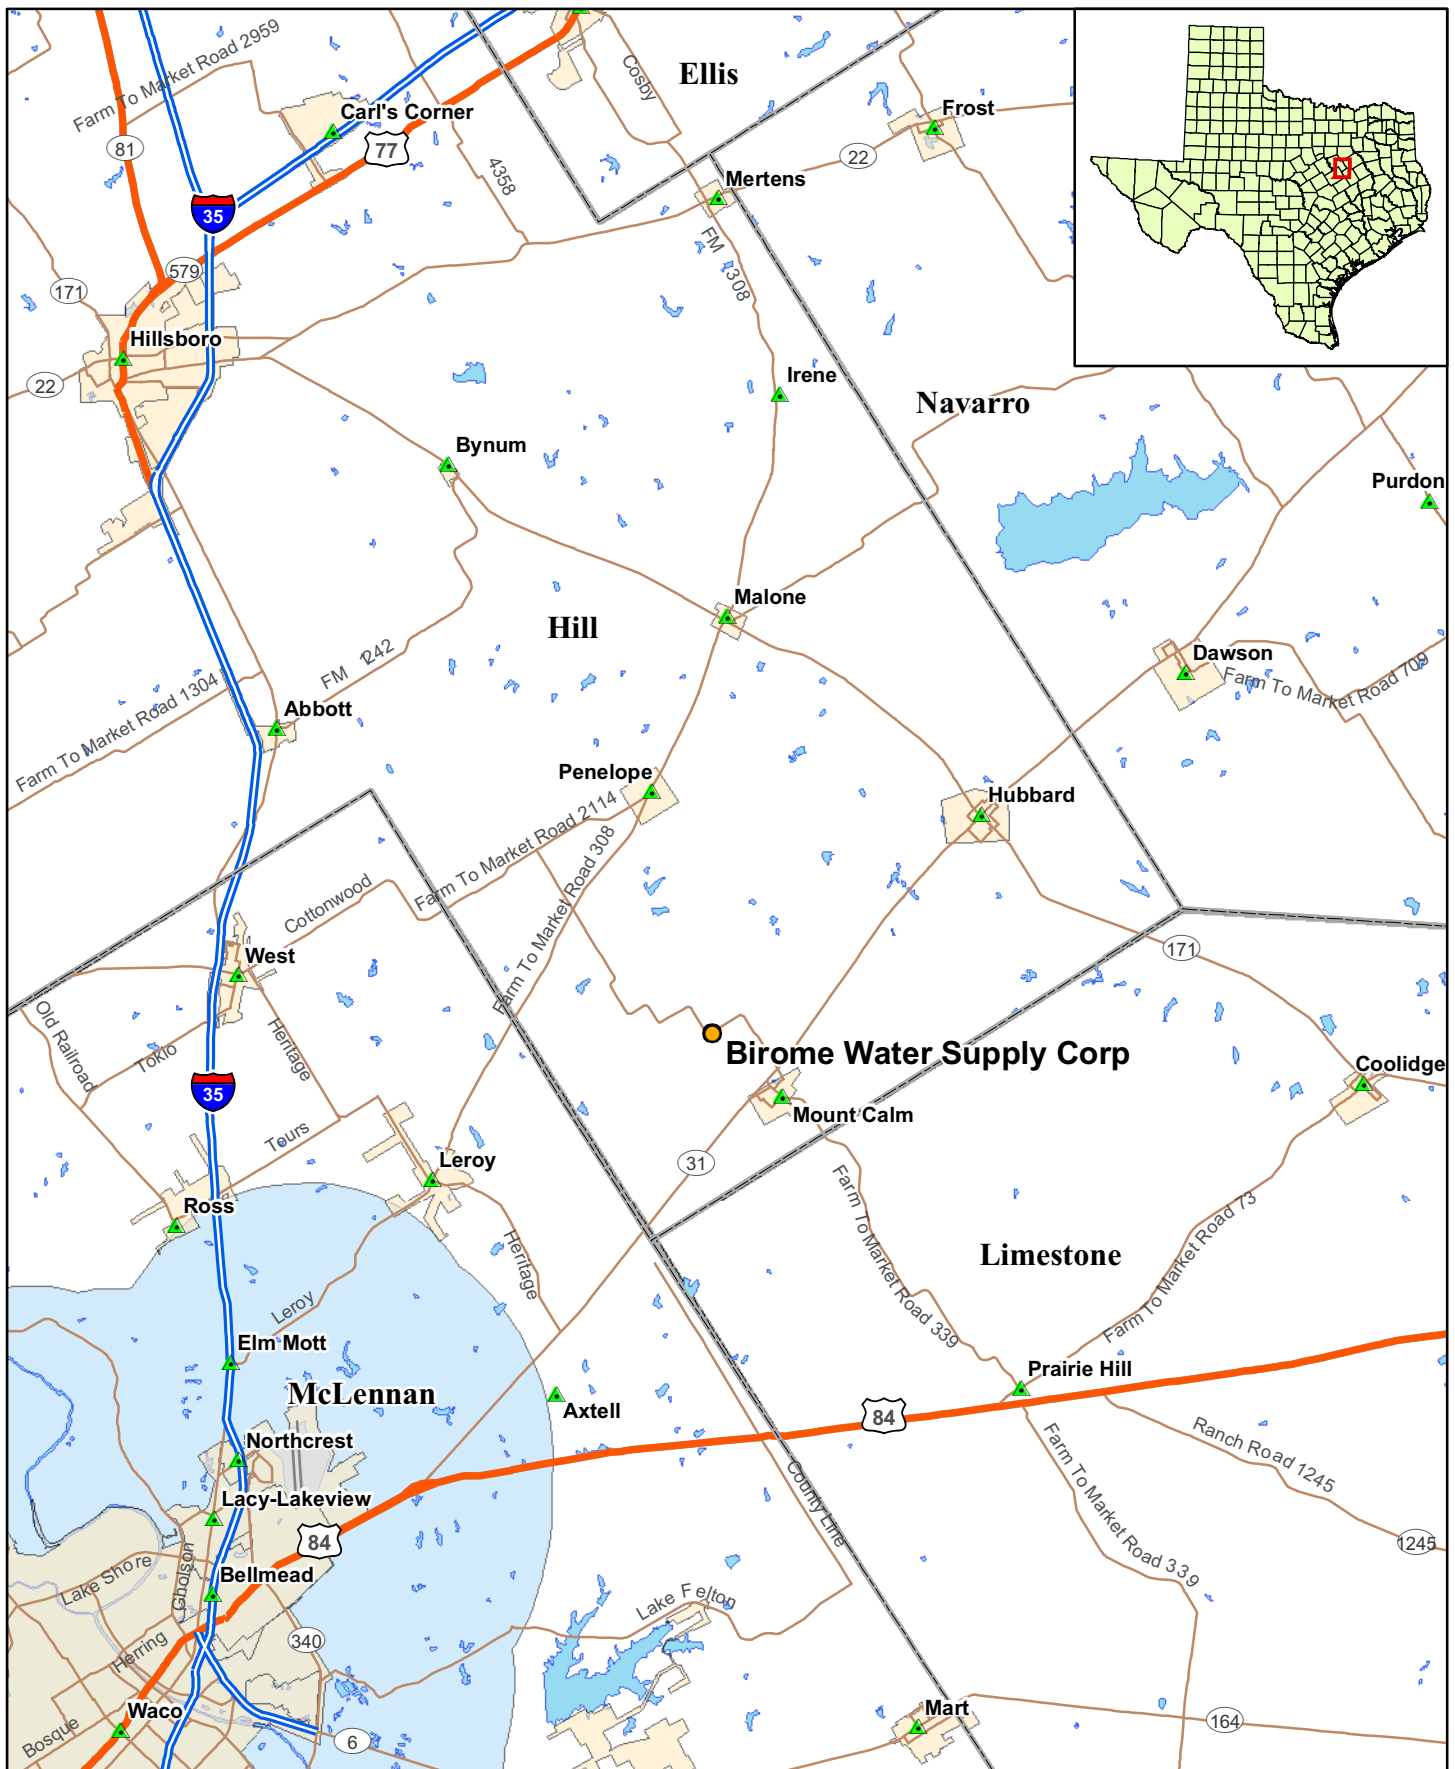 Farm To Market Road 2959
Ellis
Cosby
Carl's Corner
Frost
81
77
22
4358
Mertens
35
FM 308
579
171
Hillsboro
22
Irene
Navarro
Bynum
Purdon
Malone
Hill
Dawson
FM 1242
Farm To Market Road 709
Farm To Market Road 1304
Abbott
Penelope
Hubbard
Farm To Market Road 2114
Farm To Market Road 308
Cottonwood
West
171
Old Railroad
Tokio
Heritage
Birome Water Supply Corp
Coolidge
35
Mount Calm
Tours
Leroy
31
Ross
Farm To Market Road 339
Farm To Market Road 73
Heritage
Limestone
Leroy
Elm Mott
Prairie Hill
McLennan
Axtell
84
Northcrest
Ranch Road 1245
County Line
Farm To Market Road 339
Lacy-Lakeview
84
1245
Lake Shore
Gholson
Bellmead
Lake Felton
Herring
340
Waco
Mart
Bosque
6
164